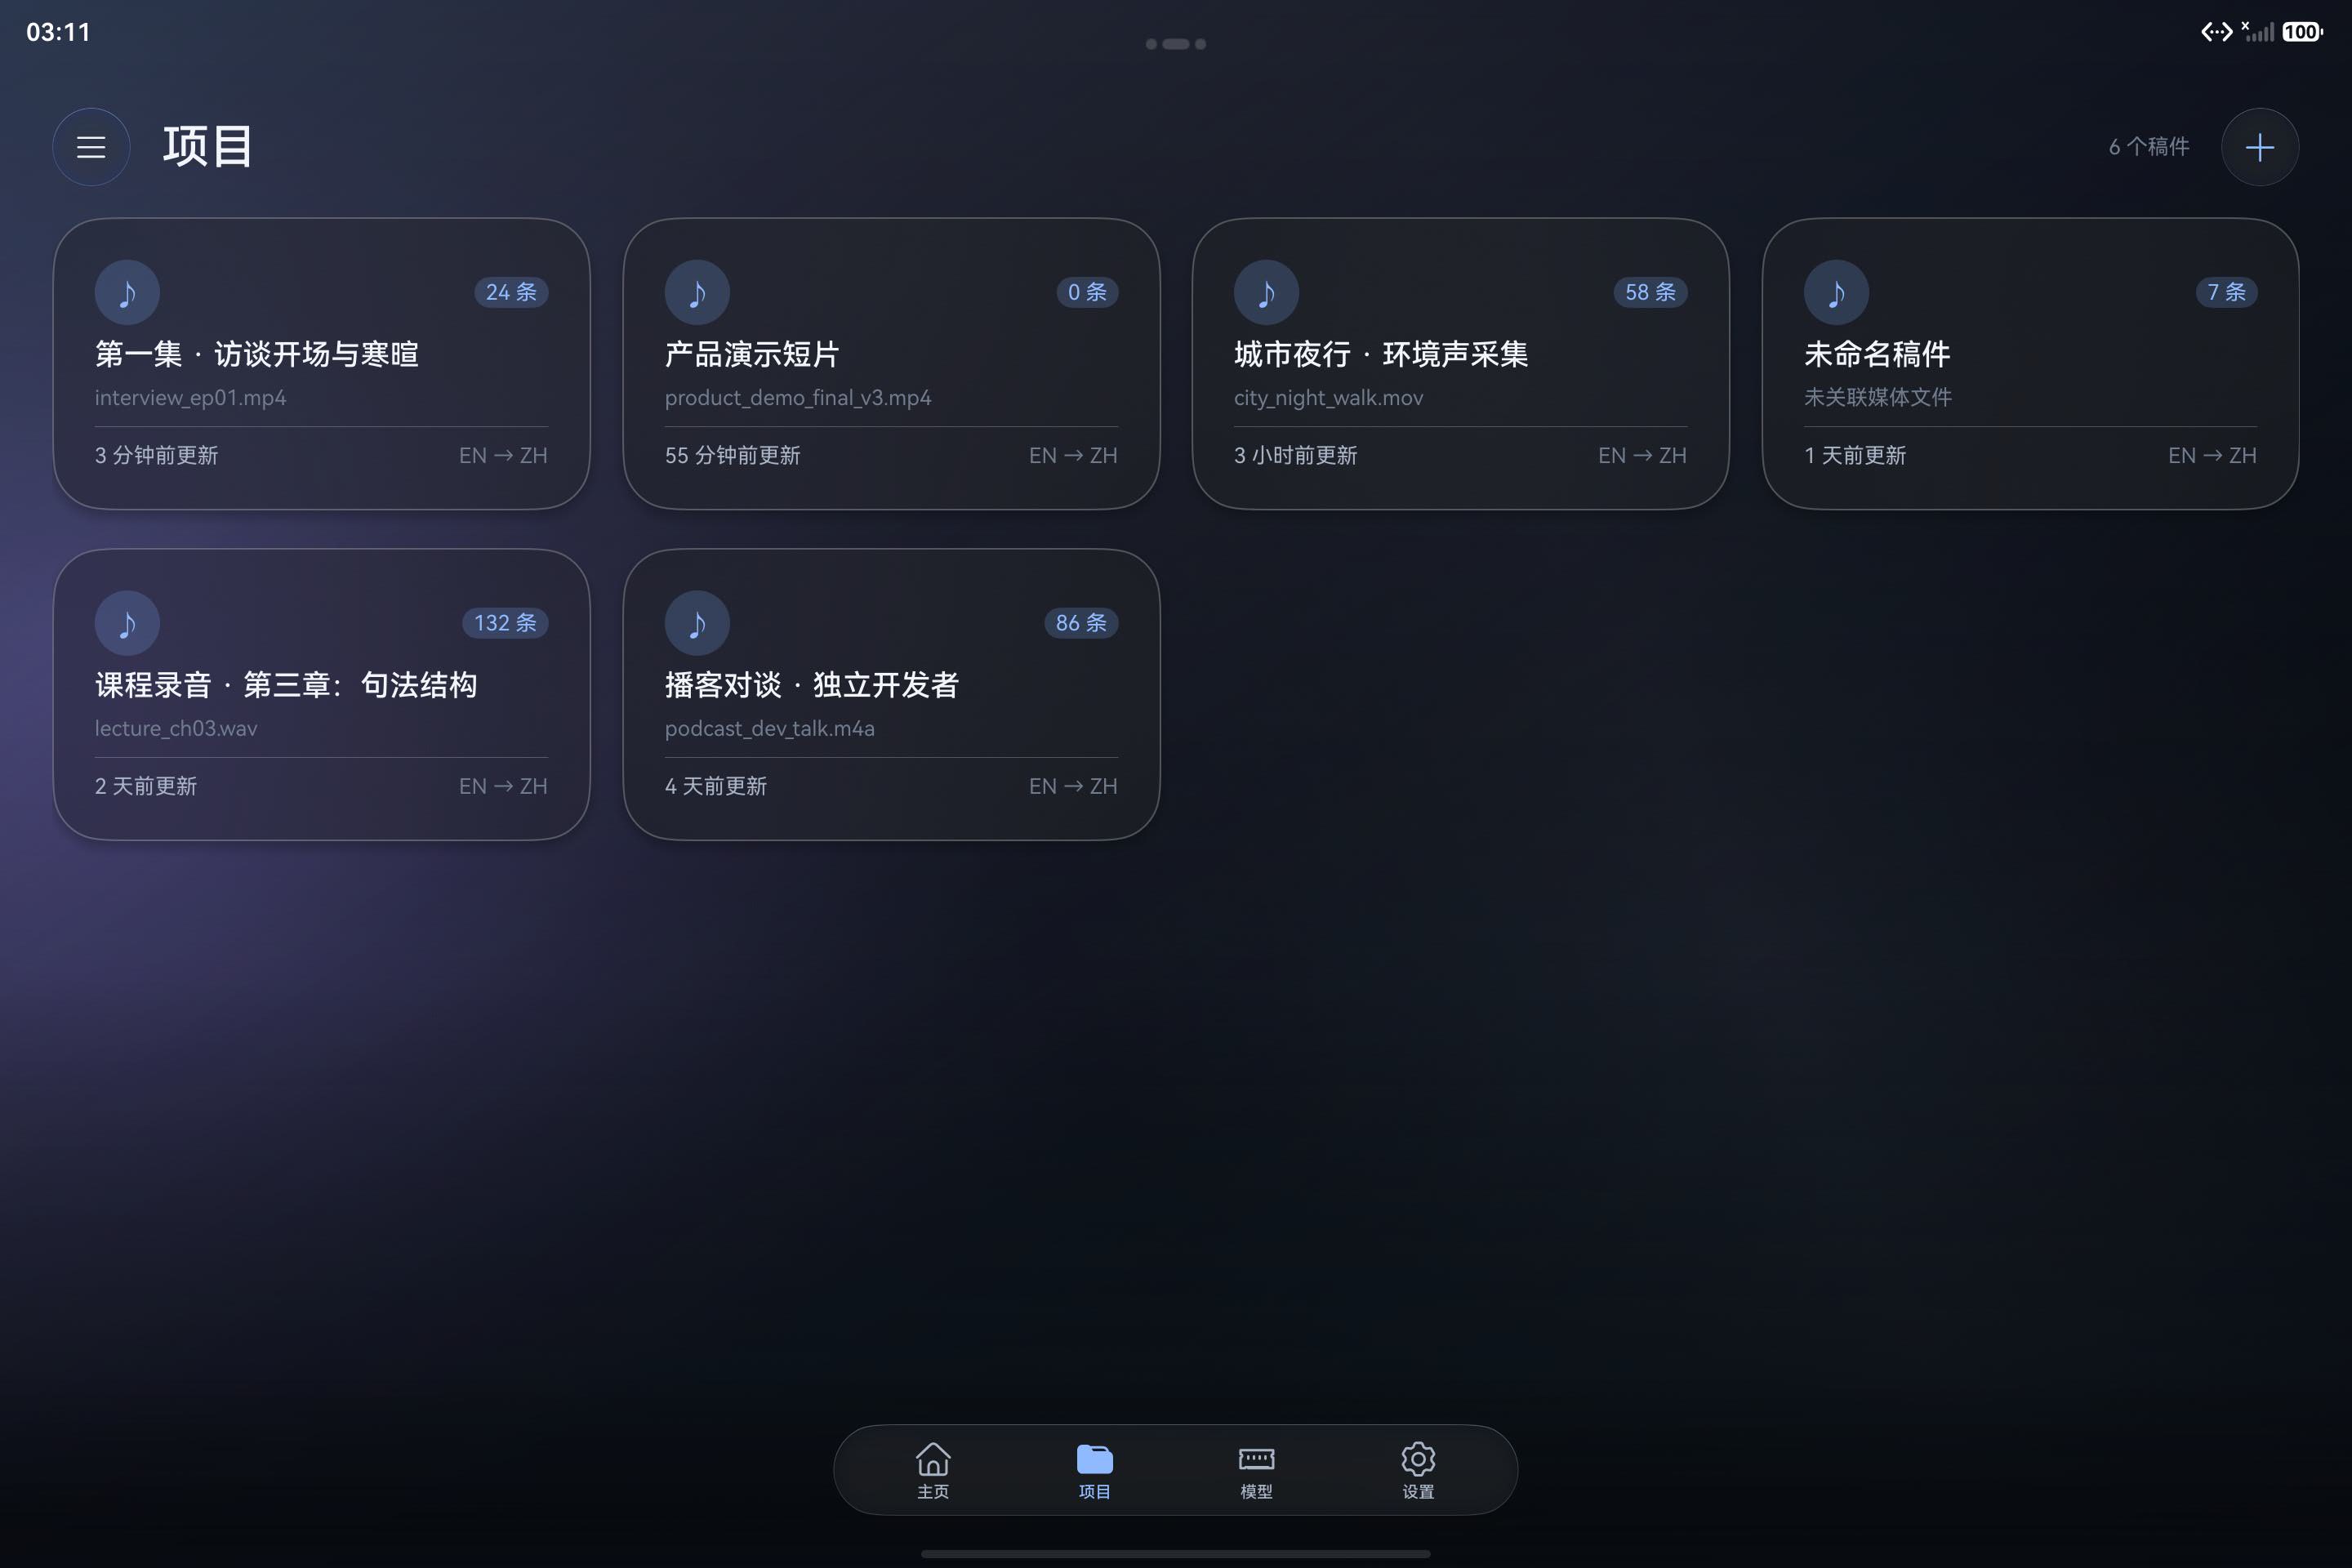 03:11
100
项目
6 个稿件
24 条
第一集 · 访谈开场与寒暄
interview_ep01.mp4
3 分钟前更新
EN → ZH
0 条
产品演示短片
product_demo_final_v3.mp4
55 分钟前更新
EN → ZH
58 条
城市夜行 · 环境声采集
city_night_walk.mov
3 小时前更新
EN → ZH
7 条
未命名稿件
未关联媒体文件
1 天前更新
EN → ZH
132 条
课程录音 · 第三章：句法结构
lecture_ch03.wav
2 天前更新
EN → ZH
86 条
播客对谈 · 独立开发者
podcast_dev_talk.m4a
4 天前更新
EN → ZH
主页
项目
模型
设置